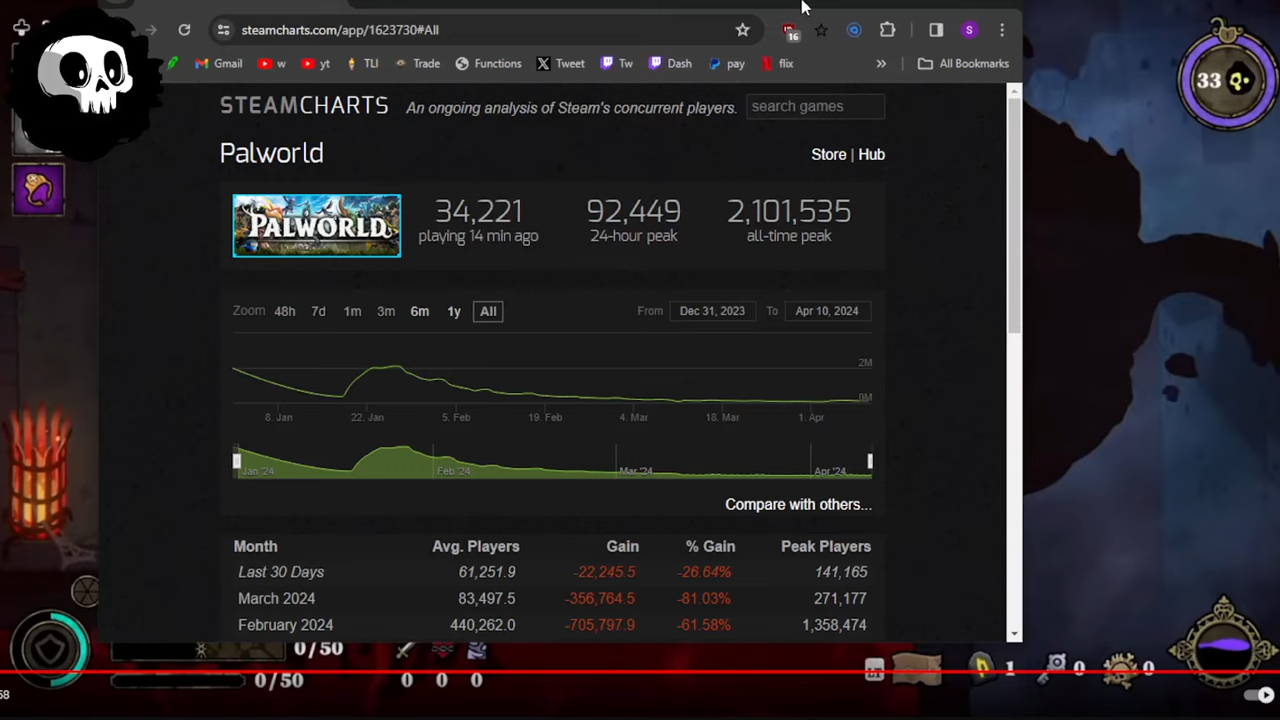 steamcharts.com/app/1623730#All
16
S
Gmail
w
yt
TLI
Trade
Functions
Tweet
Tw
Dash
pay
flix
»
All Bookmarks
STEAMCHARTS An ongoing analysis of Steam's concurrent players. search games
Palworld
Store | Hub
PALWORLD
34,221
playing 14 min ago
92,449
24-hour peak
2,101,535
all-time peak
Zoom 48h 7d 1m 3m 6m 1y All From Dec 31, 2023 To Apr 10, 2024
2M
0M
8. Jan 22. Jan 5. Feb 19. Feb 4. Mar 18. Mar 1. Apr
Jan '24 Feb '24 Mar '24 Apr '24
Compare with others...
Month Avg. Players Gain % Gain Peak Players
Last 30 Days 61,251.9 -22,245.5 -26.64% 141,165
March 2024 83,497.5 -356,764.5 -81.03% 271,177
February 2024 440,262.0 -705,797.9 -61.58% 1,358,474
33
0/50
0/50
0 0 0
1 0 0
58